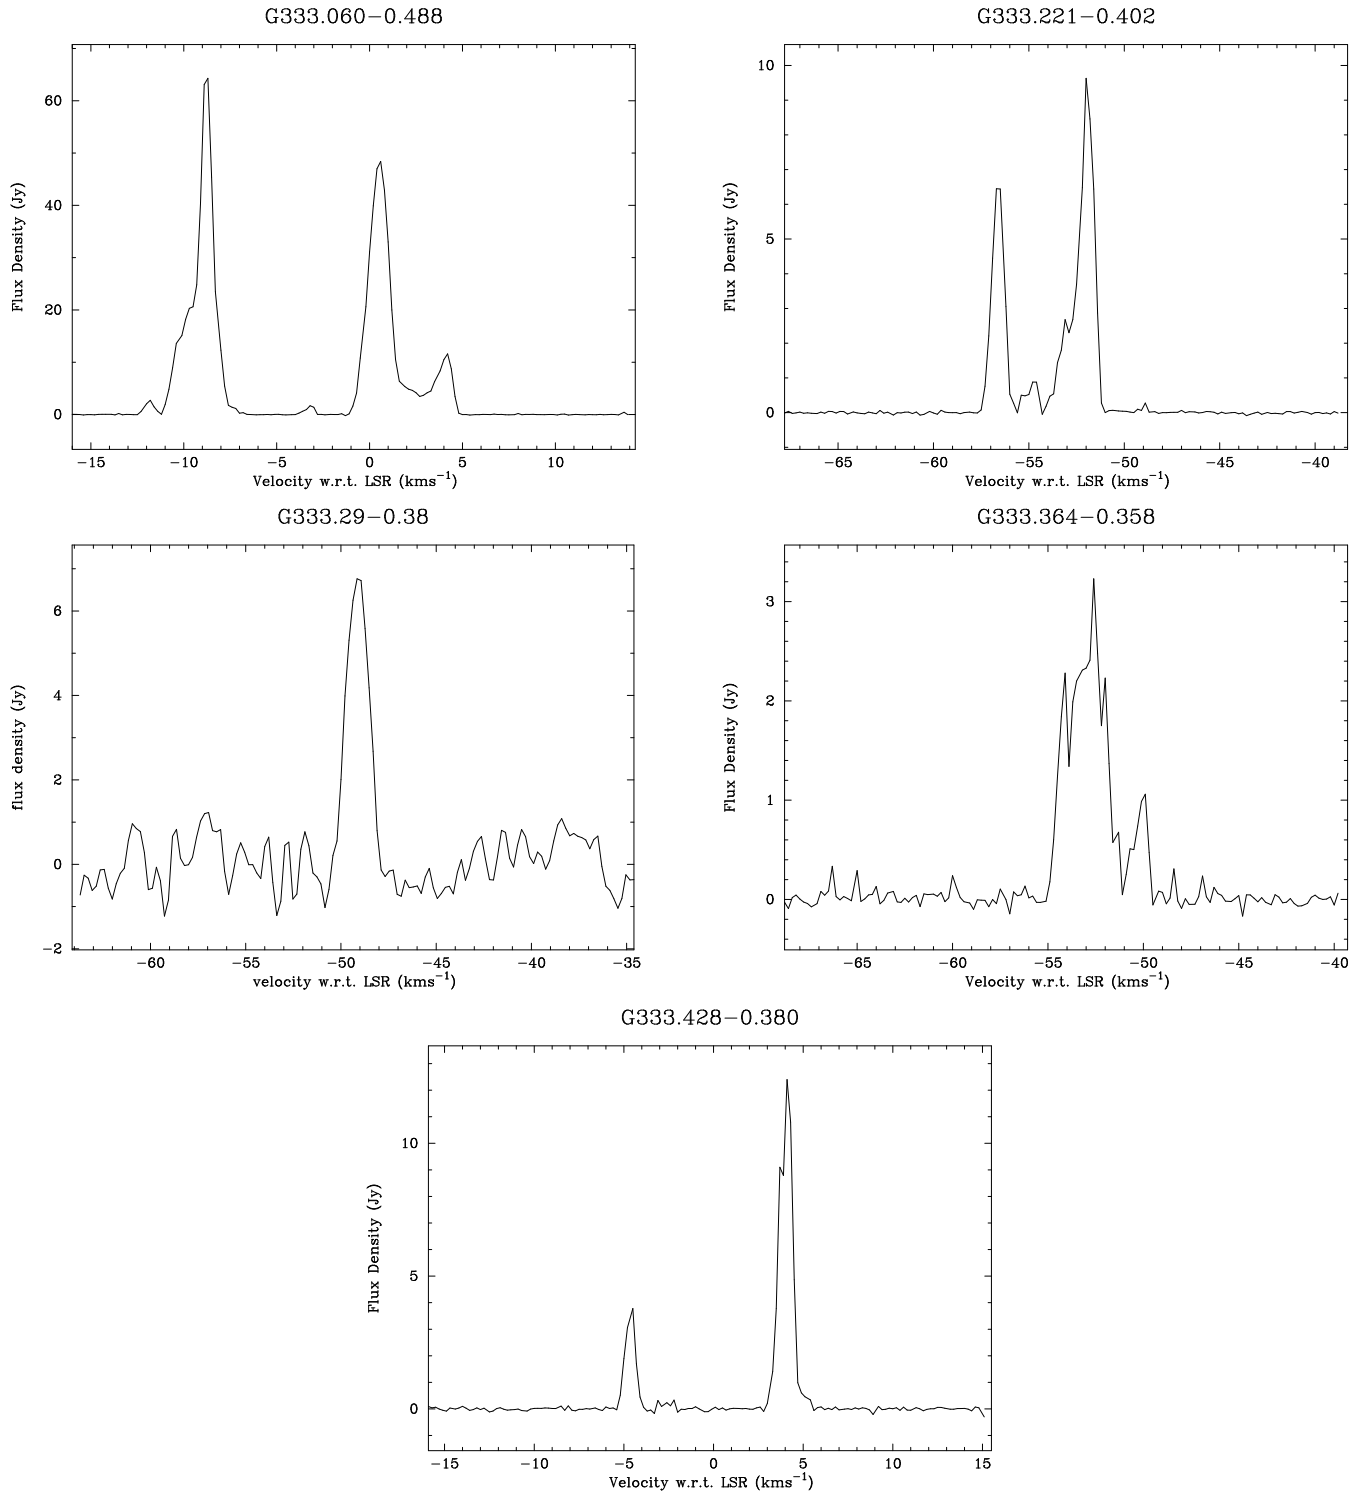 G333.060−0.488
G333.221−0.402
60
40
20
0
Flux Density (Jy)
−15 −10 −5 0 5 10
Velocity w.r.t. LSR (kms−1)
10
5
0
Flux Density (Jy)
−65 −60 −55 −50 −45 −40
Velocity w.r.t. LSR (kms−1)
G333.29−0.38
G333.364−0.358
6
4
2
0
−2
flux density (Jy)
−60 −55 −50 −45 −40 −35
velocity w.r.t. LSR (kms−1)
3
2
1
0
Flux Density (Jy)
−65 −60 −55 −50 −45 −40
Velocity w.r.t. LSR (kms−1)
G333.428−0.380
10
5
0
Flux Density (Jy)
−15 −10 −5 0 5 10 15
Velocity w.r.t. LSR (kms−1)